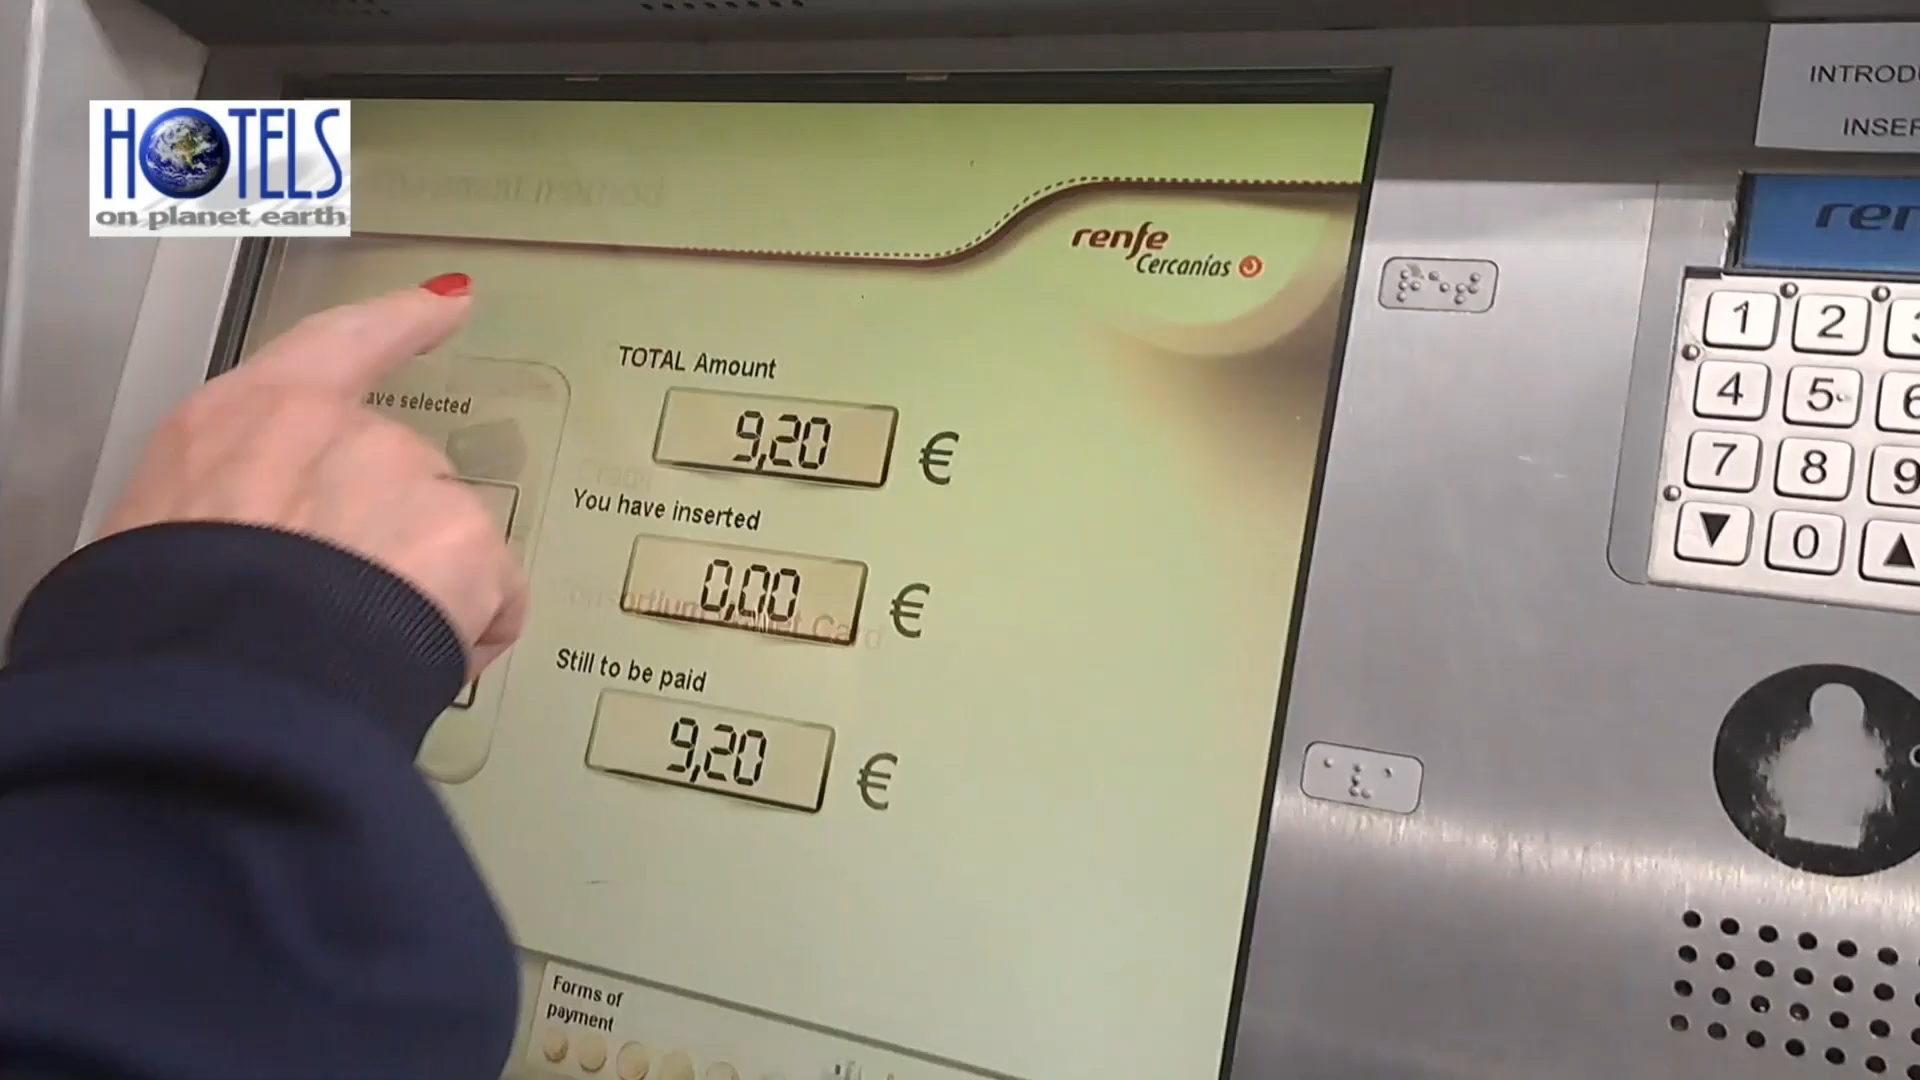 HOTELS
on planet earth
renfe
Cercanías
ave selected
TOTAL Amount
9,20 €
You have inserted
0,00 €
Still to be paid
9,20 €
Forms of
payment
INTRODU
INSER
ren
1 2
4 5 6
7 8 9
0